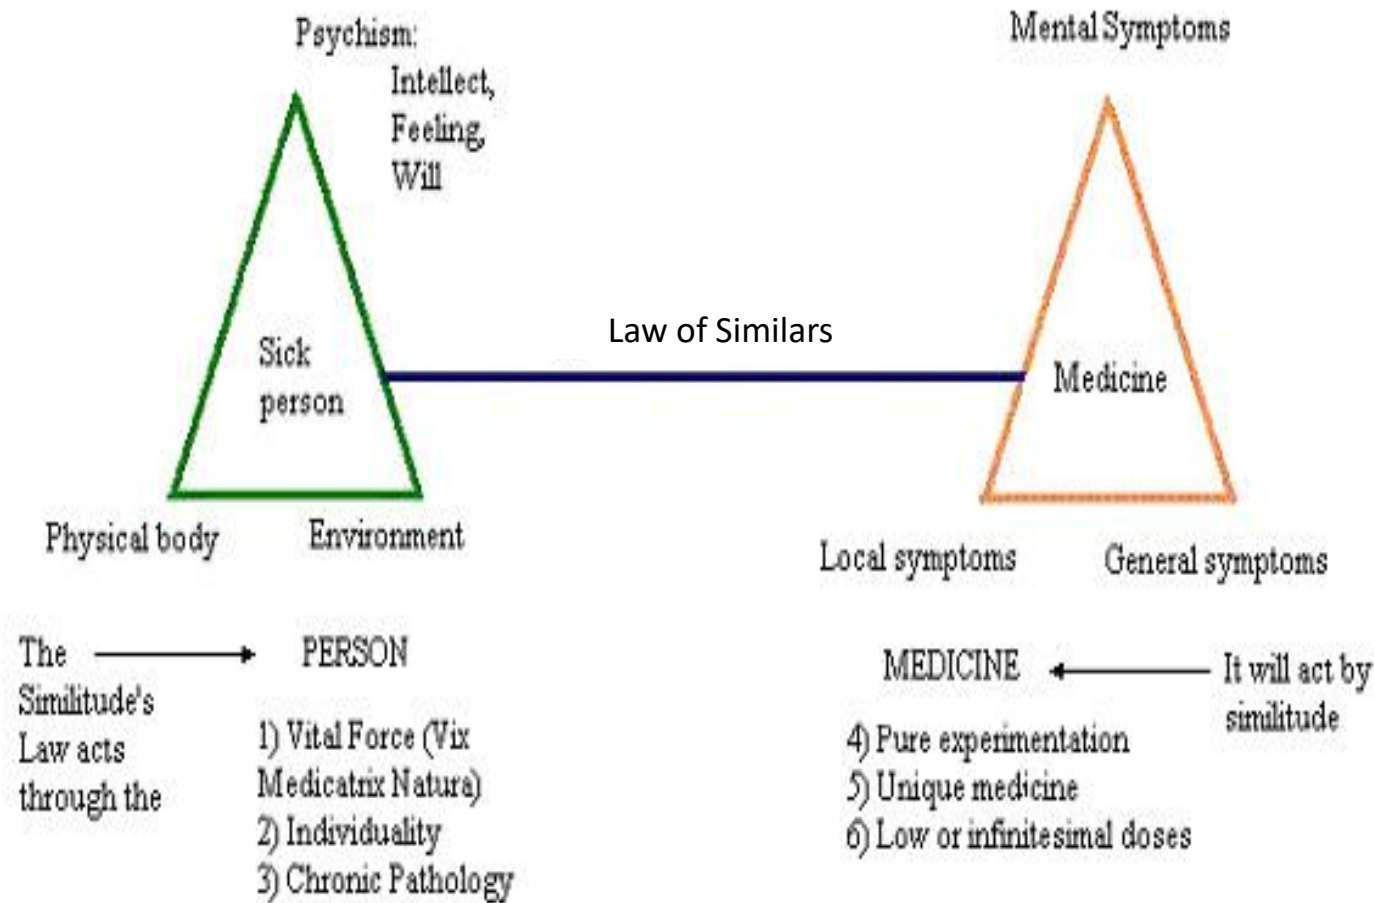 Psychism:
Intellect,
Feeling,
Will
Mental Symptoms
Sick
person
Law of Similars
Medicine
Physical body
Environment
Local symptoms
General symptoms
The
Similitude's
Law acts
through the
PERSON
1) Vital Force (Vix
Medicatrix Natura)
2) Individuality
3) Chronic Pathology
MEDICINE
It will act by
similitude
4) Pure experimentation
5) Unique medicine
6) Low or infinitesimal doses